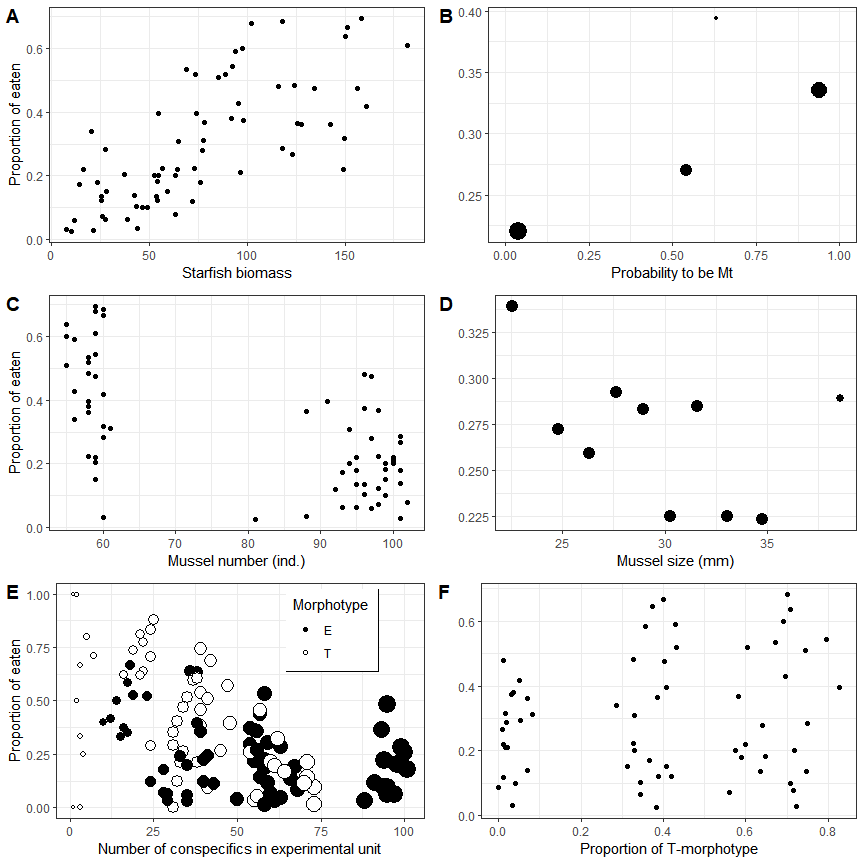 A
Proportion of eaten
0.6
0.4
0.2
0.0
0 50 100 150
Starfish biomass
B
0.40
0.35
0.30
0.25
0.00 0.25 0.50 0.75 1.00
Probability to be Mt
C
Proportion of eaten
0.6
0.4
0.2
0.0
60 70 80 90 100
Mussel number (ind.)
D
0.325
0.300
0.275
0.250
0.225
25 30 35
Mussel size (mm)
E
Proportion of eaten
1.00
0.75
0.50
0.25
0.00
Morphotype
E
T
0 25 50 75 100
Number of conspecifics in experimental unit
F
0.6
0.4
0.2
0.0
0.0 0.2 0.4 0.6 0.8
Proportion of T-morphotype